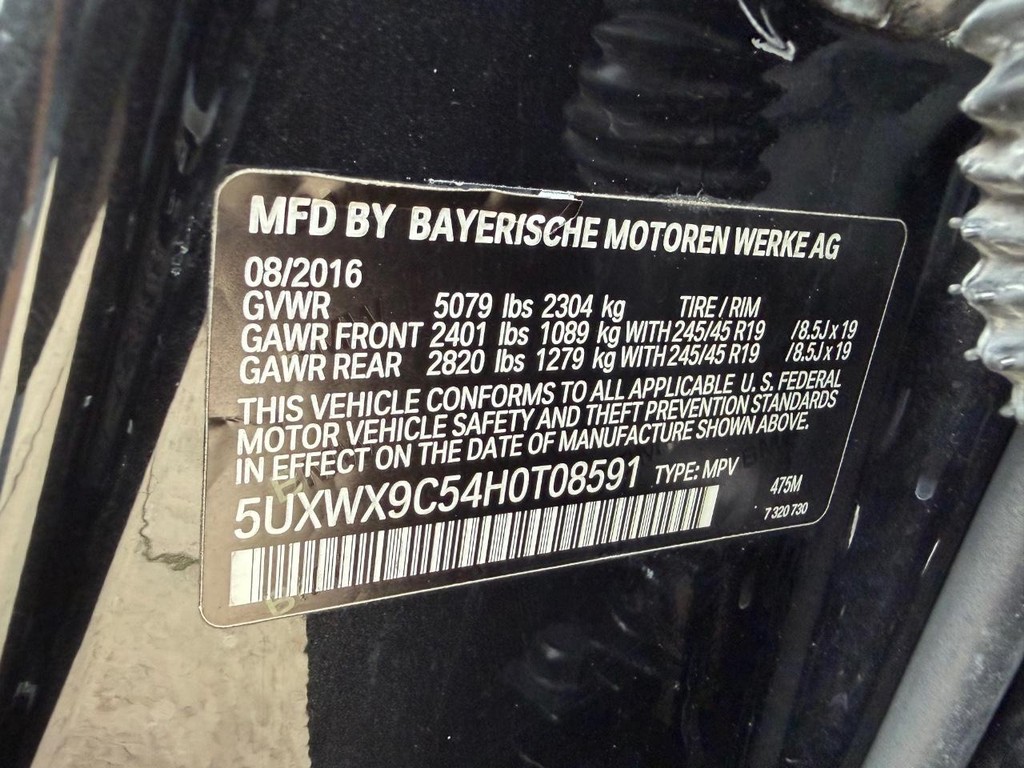 MFD BY BAYERISCHE MOTOREN WERKE AG
08/2016
GVWR 5079 lbs 2304 kg TIRE / RIM
GAWR FRONT 2401 lbs 1089 kg WITH 245/45 R19 /8.5J x 19
GAWR REAR 2820 lbs 1279 kg WITH 245/45 R19 /8.5J x 19
THIS VEHICLE CONFORMS TO ALL APPLICABLE U. S. FEDERAL
MOTOR VEHICLE SAFETY AND THEFT PREVENTION STANDARDS
IN EFFECT ON THE DATE OF MANUFACTURE SHOWN ABOVE.
5UXWX9C54H0T08591 TYPE: MPV 475M
7 320 730